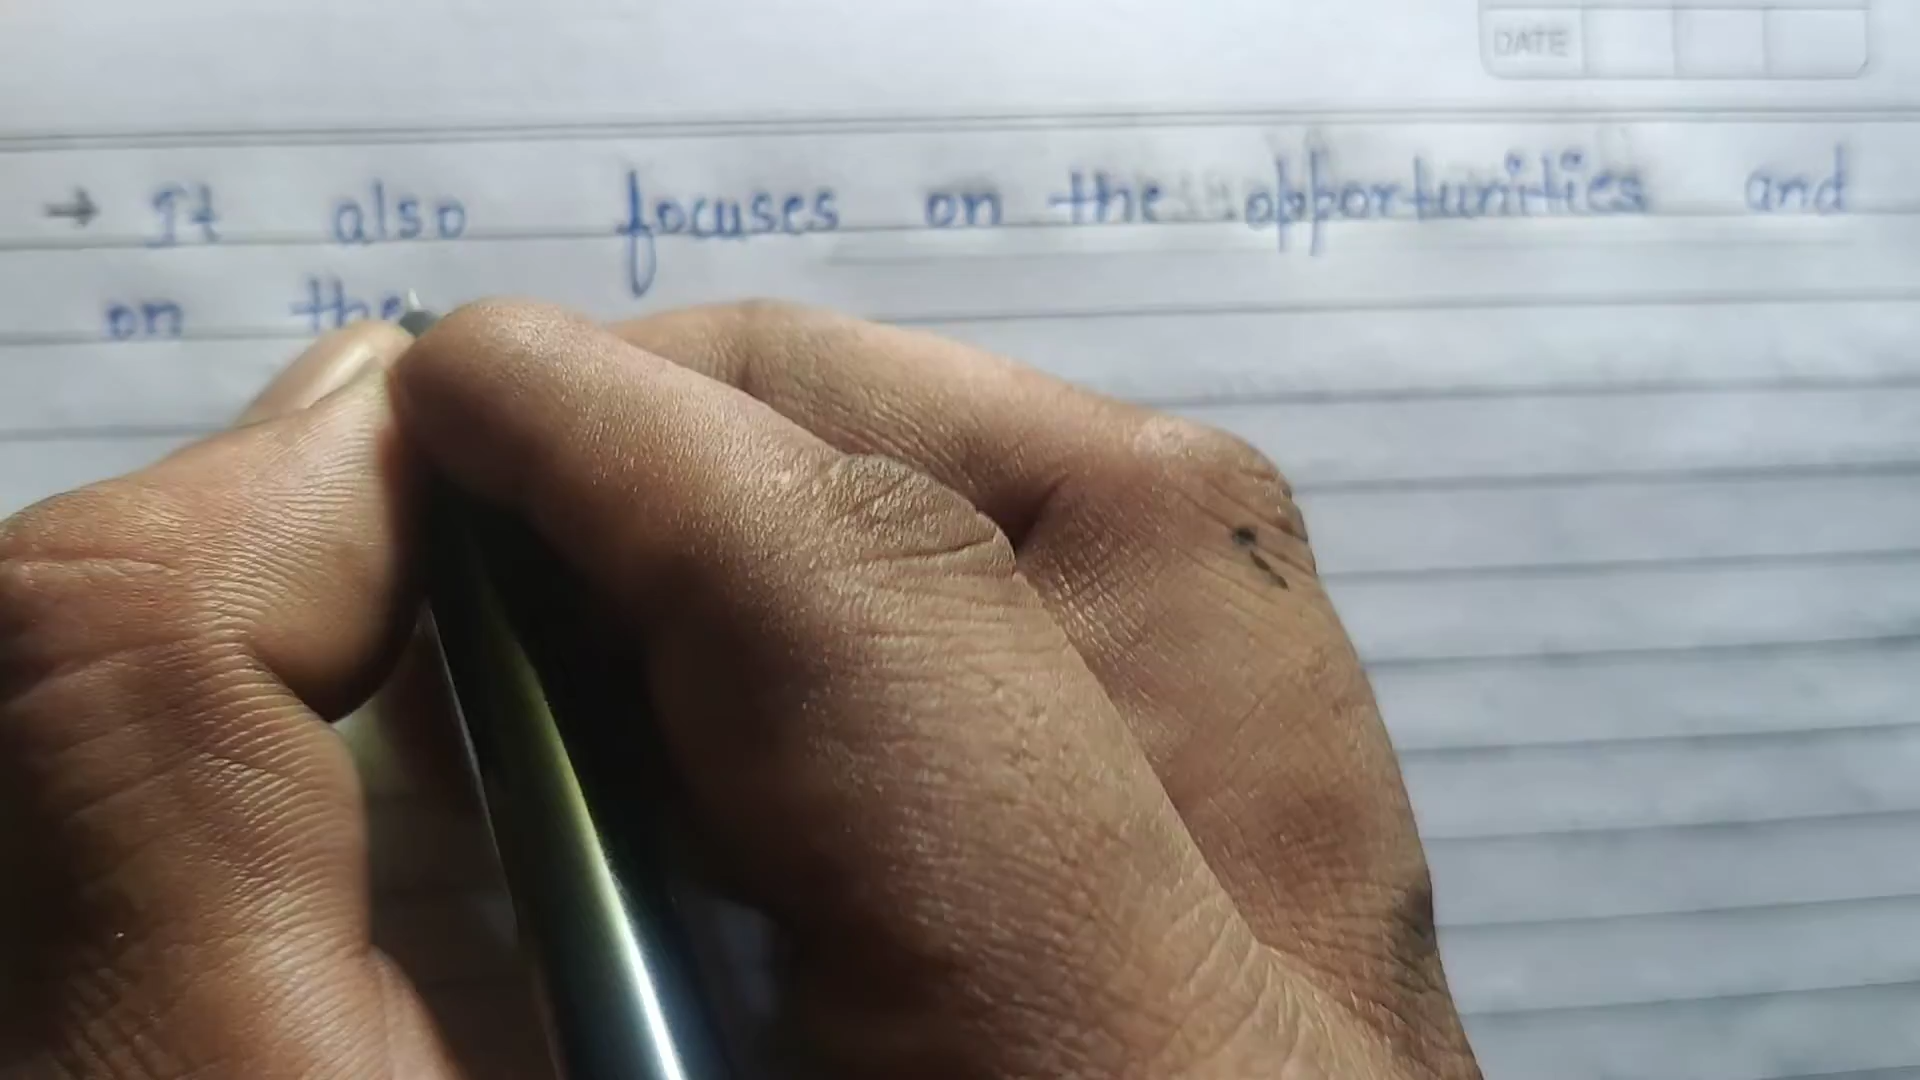 DATE
→ It also focuses on the opportunities and
on the